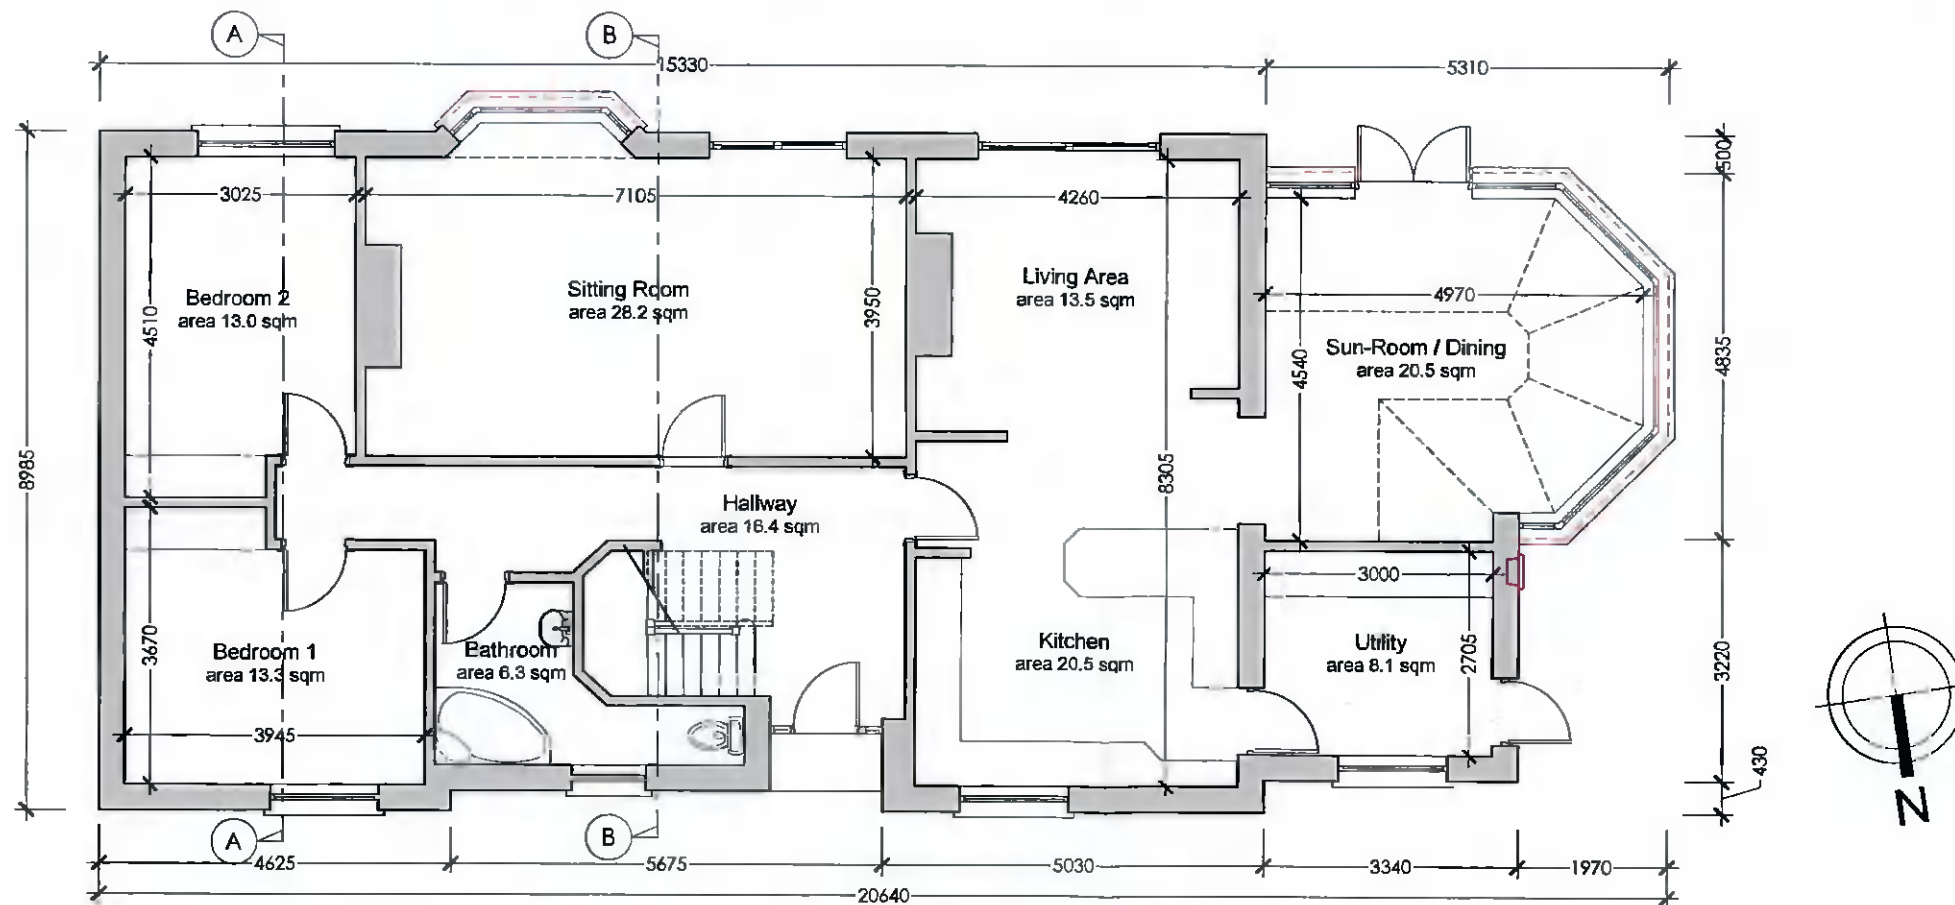 A
B
15330
5310
500
3025
7105
4260
4510
3950
Bedroom 2
area 13.0 sqm
Sitting Room
area 28.2 sqm
Living Area
area 13.5 sqm
4970
Sun-Room / Dining
area 20.5 sqm
4540
4835
8985
8305
Hallway
area 16.4 sqm
3000
3670
Bedroom 1
area 13.3 sqm
Bathroom
area 6.3 sqm
Kitchen
area 20.5 sqm
Utility
area 8.1 sqm
2705
3220
3945
430
N
A
B
4625
5675
5030
3340
1970
20640